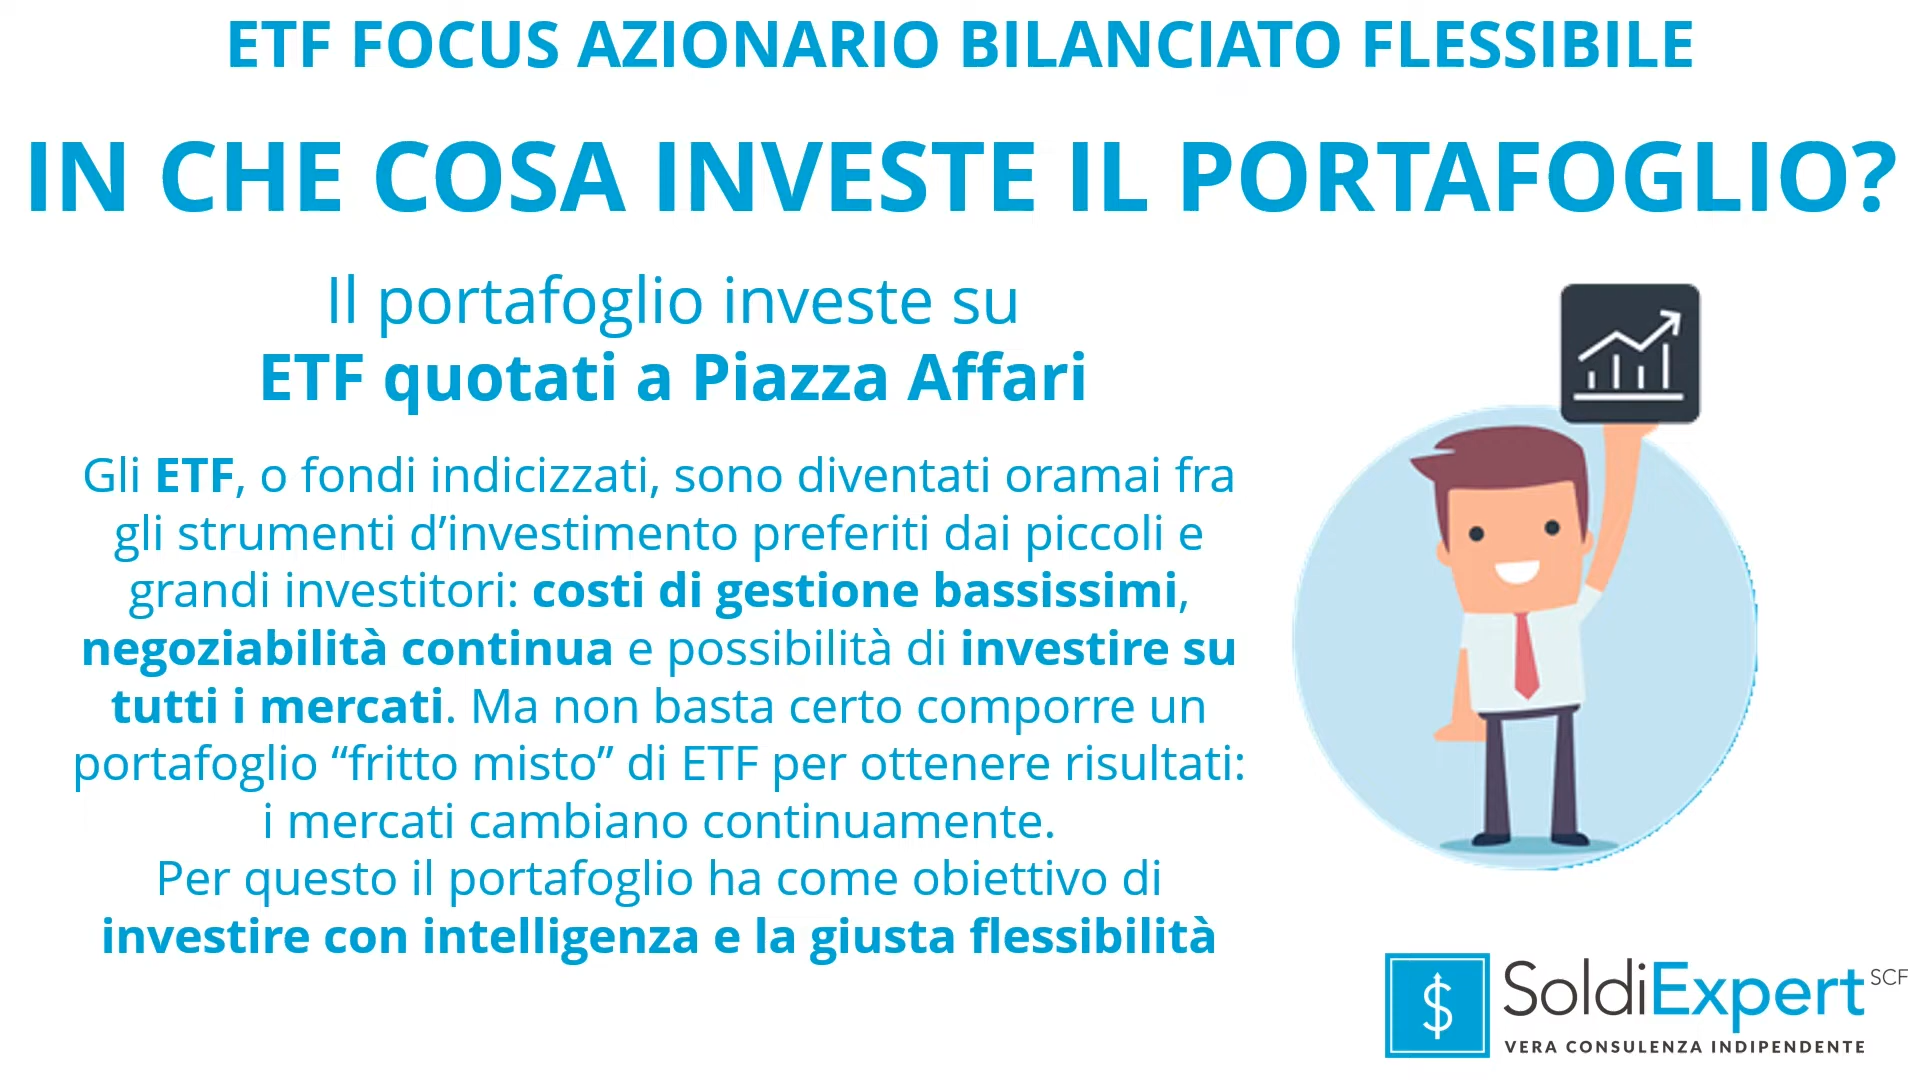 ETF FOCUS AZIONARIO BILANCIATO FLESSIBILE
IN CHE COSA INVESTE IL PORTAFOGLIO?
Il portafoglio investe su
ETF quotati a Piazza Affari
Gli ETF, o fondi indicizzati, sono diventati oramai fra
gli strumenti d’investimento preferiti dai piccoli e
grandi investitori: costi di gestione bassissimi,
negoziabilità continua e possibilità di investire su
tutti i mercati. Ma non basta certo comporre un
portafoglio “fritto misto” di ETF per ottenere risultati:
i mercati cambiano continuamente.
Per questo il portafoglio ha come obiettivo di
investire con intelligenza e la giusta flessibilità
$
SoldiExpert SCF
VERA CONSULENZA INDIPENDENTE